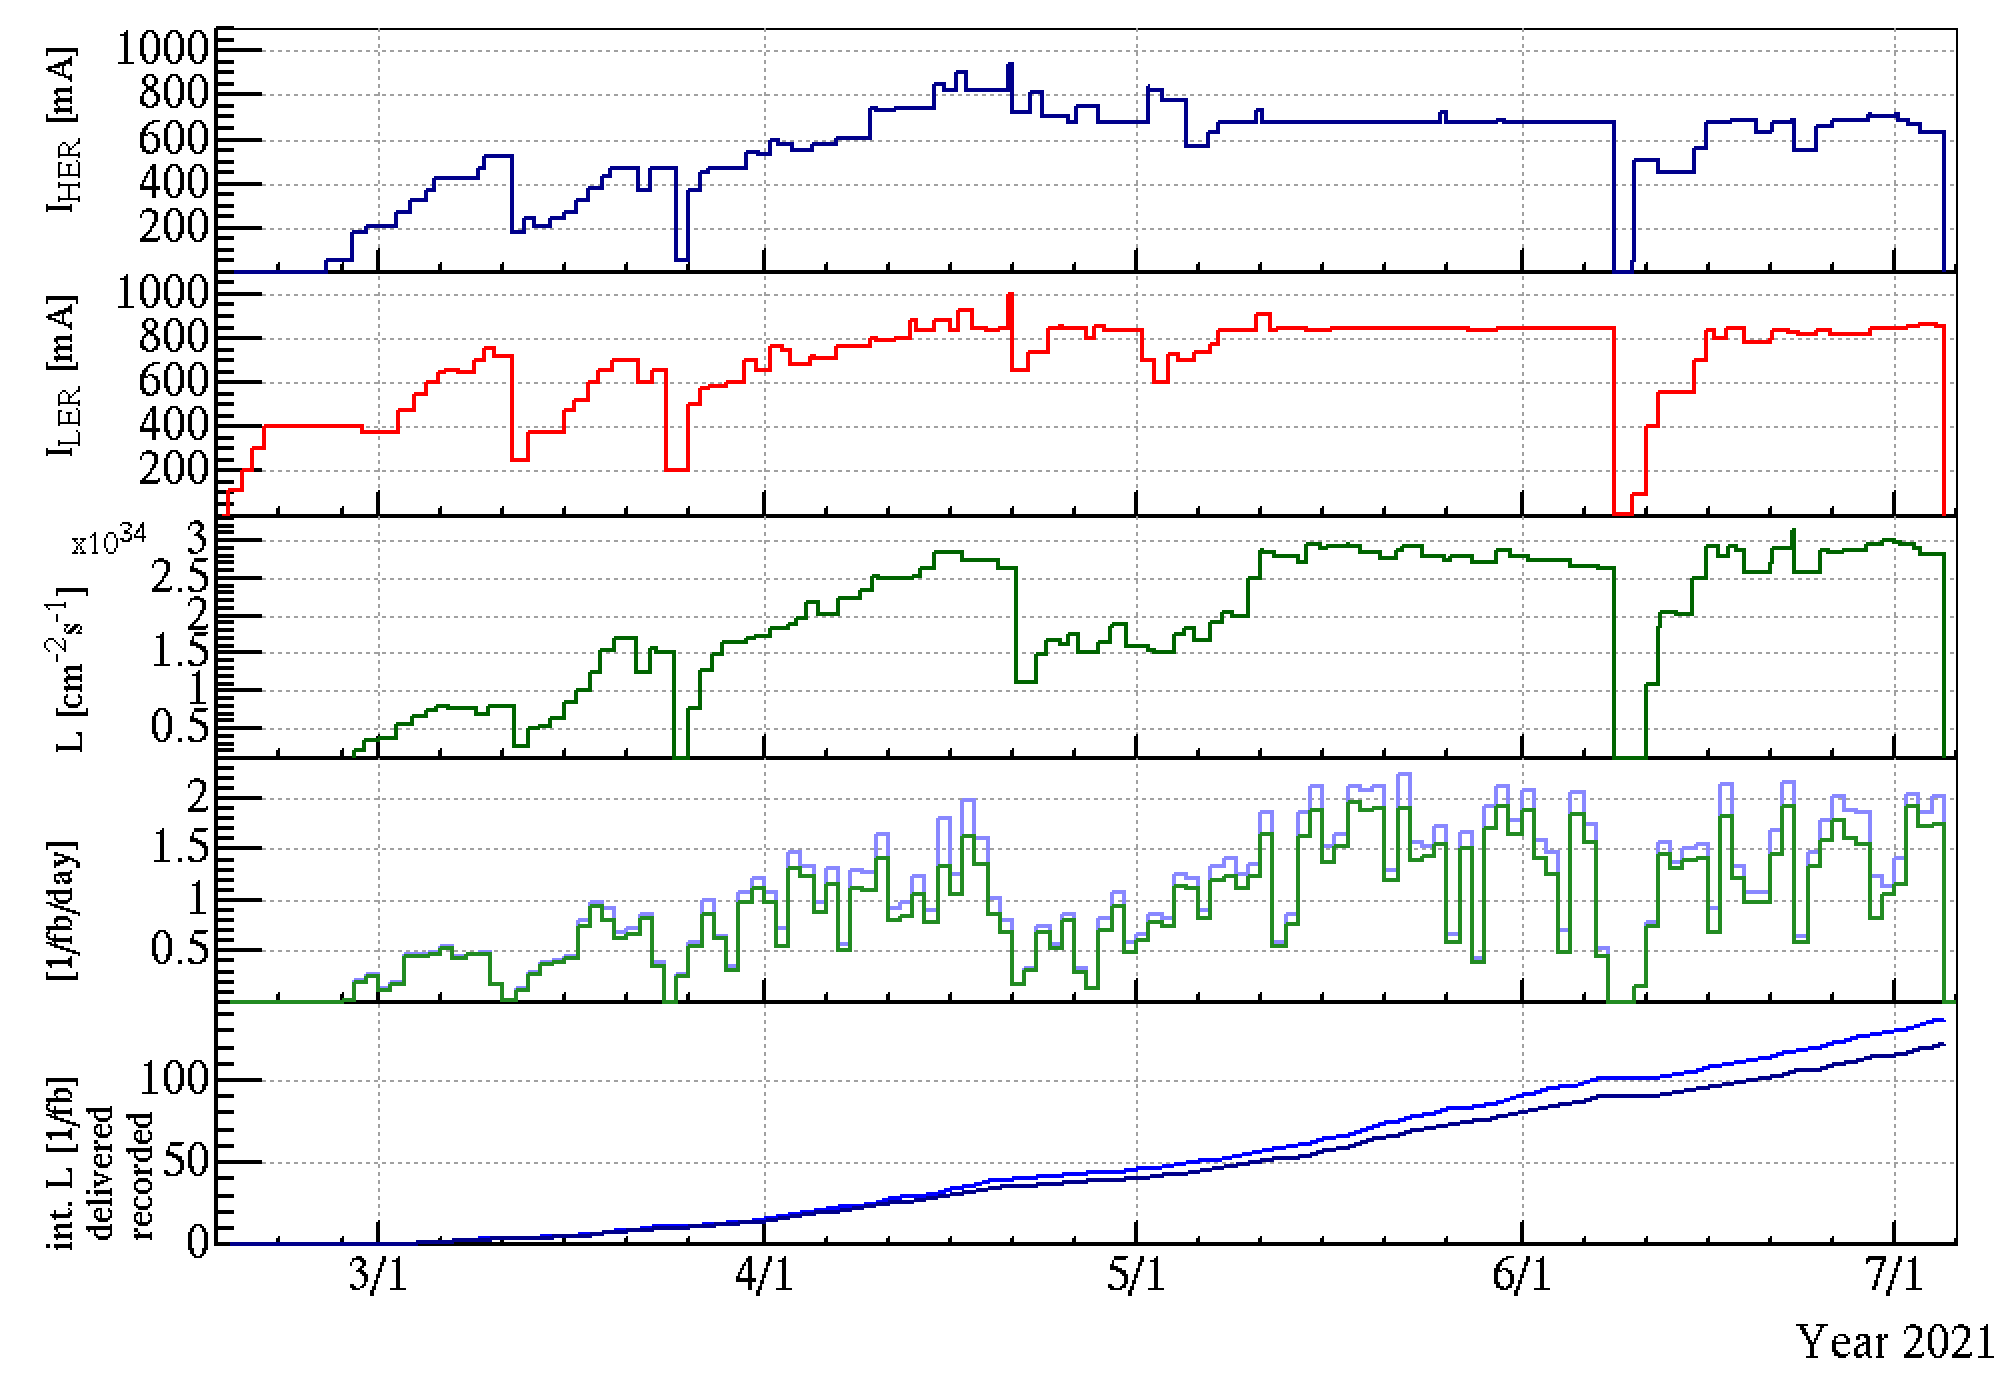 I_HER [mA]
1000
800
600
400
200
I_LER [mA]
1000
800
600
400
200
x10^34
L [cm^-2s^-1]
3
2.5
2
1.5
1
0.5
[1/fb/day]
2
1.5
1
0.5
int. L [1/fb]
delivered
recorded
100
50
0
3/1 4/1 5/1 6/1 7/1
Year 2021